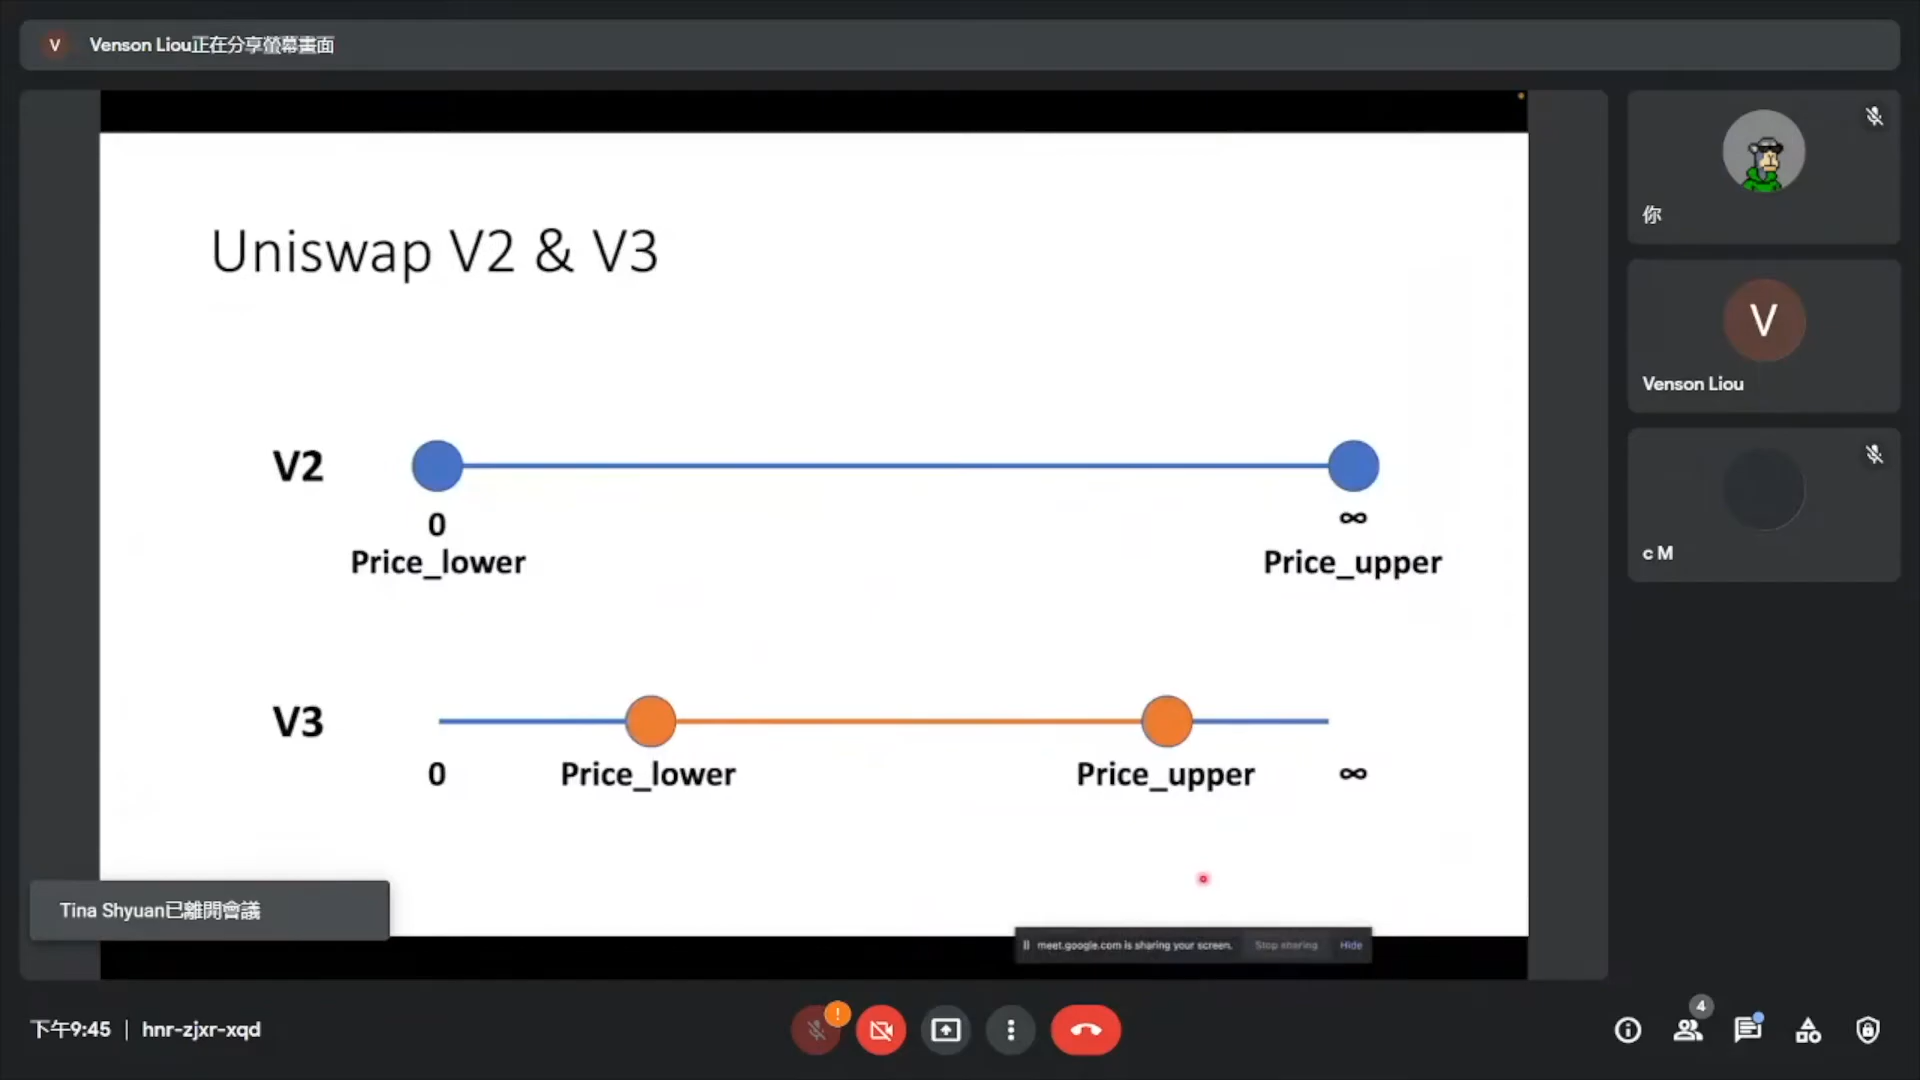 V Venson Liou正在分享螢幕畫面
Uniswap V2 & V3
V2
0 ∞
Price_lower Price_upper
V3
0 Price_lower Price_upper ∞
Tina Shyuan已離開會議
meet.google.com is sharing your screen. Stop sharing Hide
你
V
Venson Liou
c M
下午9:45 | hnr-zjxr-xqd
!
4